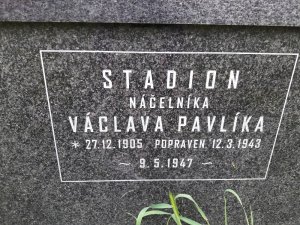 STADION
NÁČELNÍKA
VÁCLAVA PAVLÍKA
* 27.12.1905 POPRAVEN 12.3.1943
~ 9.5.1947 ~